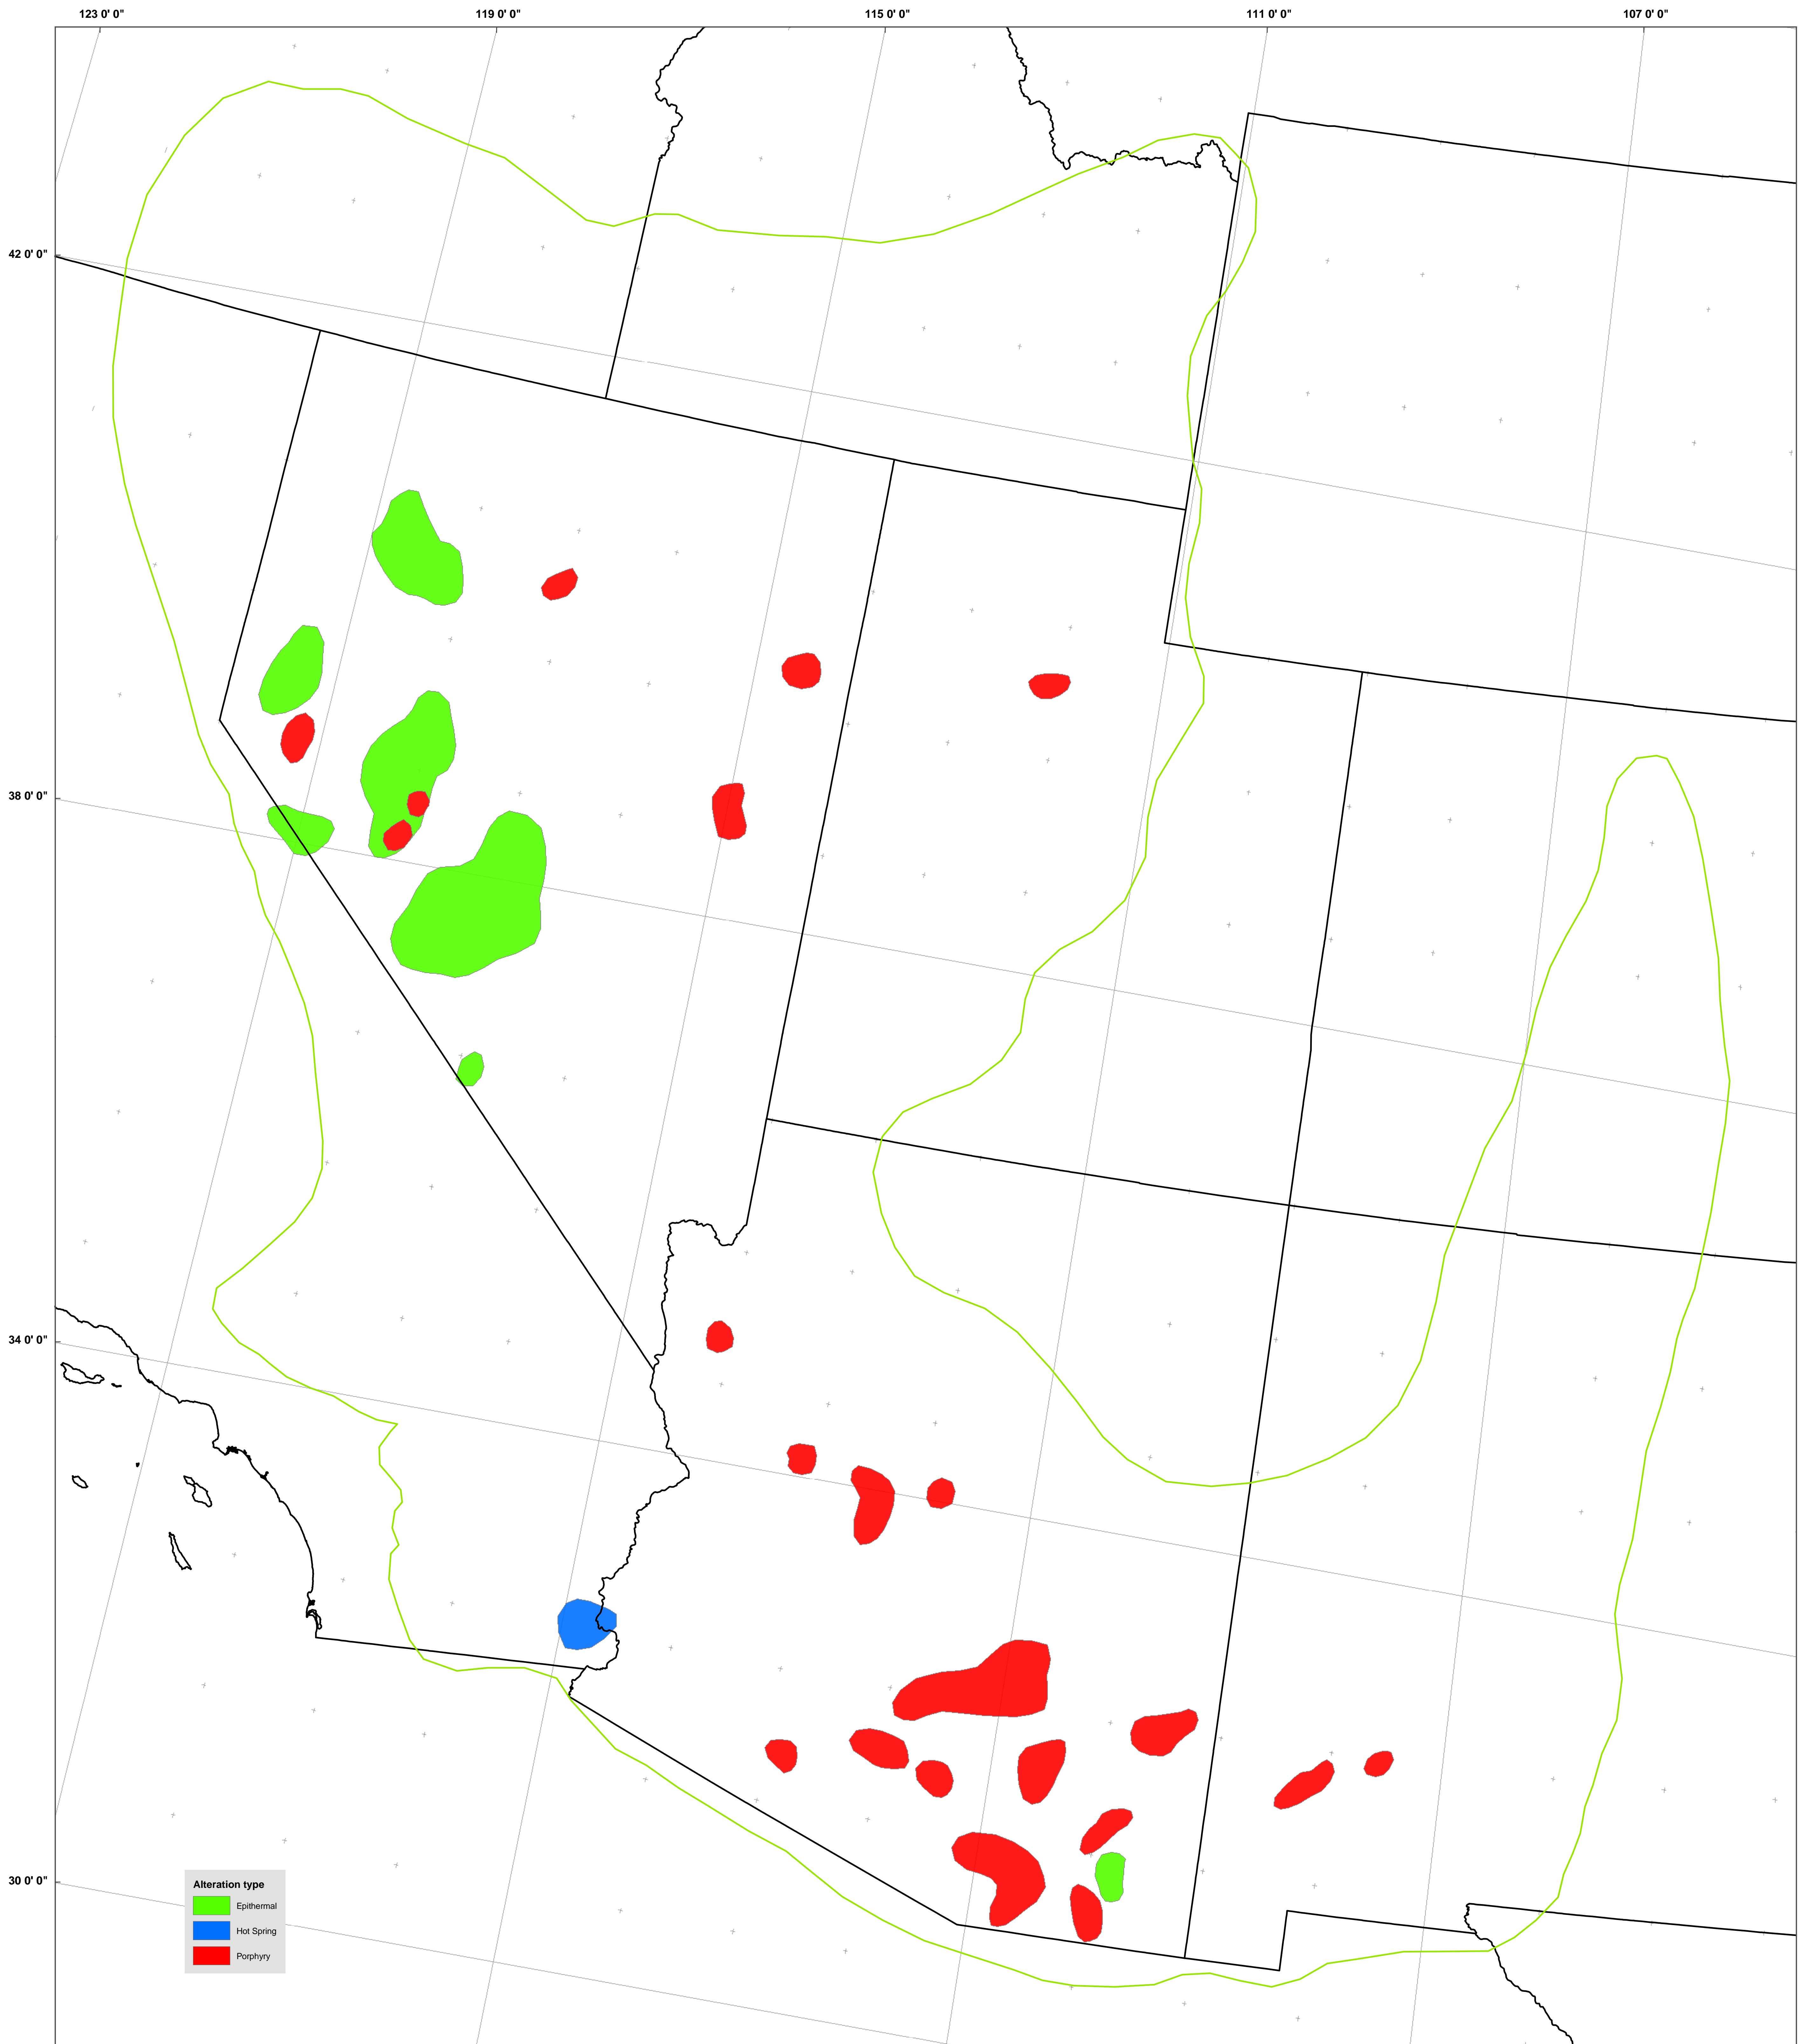 123 0' 0" 119 0' 0" 115 0' 0" 111 0' 0" 107 0' 0"
42 0' 0"
38 0' 0"
34 0' 0"
30 0' 0"
Alteration type
Epithermal
Hot Spring
Porphyry